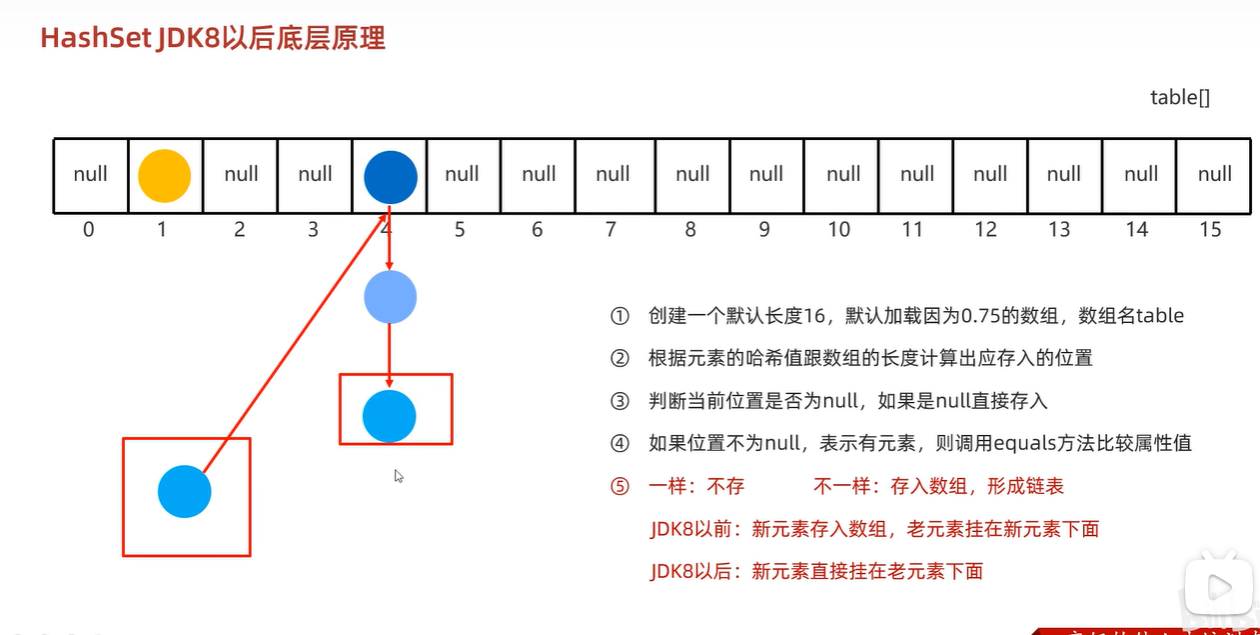 HashSet JDK8以后底层原理
table[]
null null null null null null null null null null null null null null
0 1 2 3 4 5 6 7 8 9 10 11 12 13 14 15
① 创建一个默认长度16，默认加载因为0.75的数组，数组名table
② 根据元素的哈希值跟数组的长度计算出应存入的位置
③ 判断当前位置是否为null，如果是null直接存入
④ 如果位置不为null，表示有元素，则调用equals方法比较属性值
⑤ 一样：不存 不一样：存入数组，形成链表
JDK8以前：新元素存入数组，老元素挂在新元素下面
JDK8以后：新元素直接挂在老元素下面